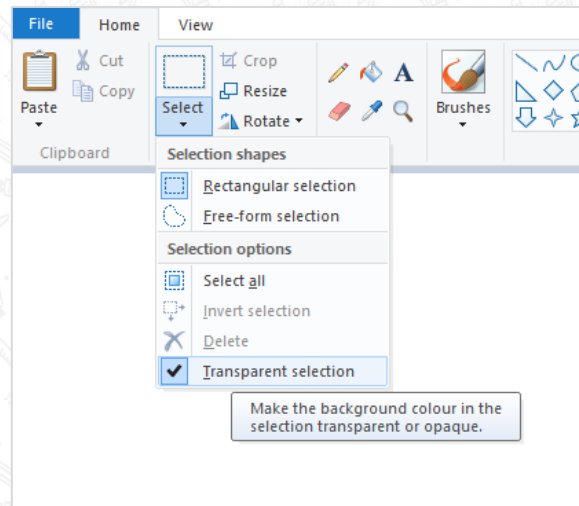 File Home View
Cut
Copy
Paste
Clipboard
Select
Crop
Resize
Rotate
A
Brushes
Selection shapes
Rectangular selection
Free-form selection
Selection options
Select all
Invert selection
Delete
Transparent selection
Make the background colour in the
selection transparent or opaque.